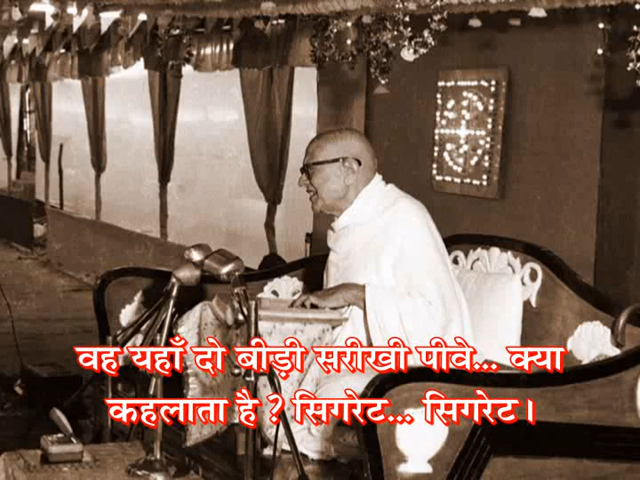 वह यहाँ दो बीड़ी सरीखी पीवे... क्या
कहलाता है ? सिगरेट... सिगरेट।